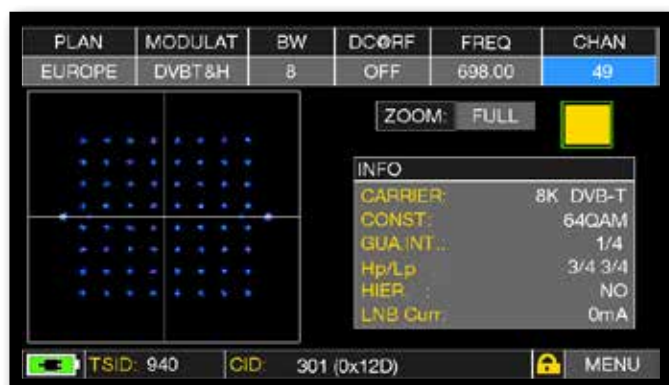 PLAN MODULAT BW DC@RF FREQ CHAN
EUROPE DVBT&H 8 OFF 698.00 49
ZOOM: FULL
INFO
CARRIER: 8K DVB-T
CONST.: 64QAM
GUA.INT.: 1/4
Hp/Lp 3/4 3/4
HIER. : NO
LNB Curr: 0mA
TSID: 940 CID: 301 (0x12D) MENU